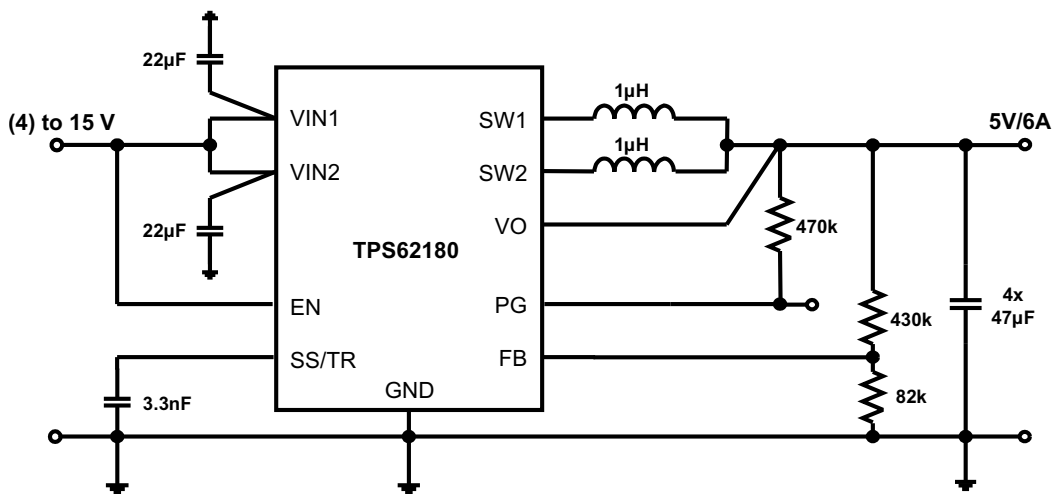 22µF
(4) to 15 V
22µF
3.3nF
VIN1
VIN2
EN
SS/TR
TPS62180
GND
SW1
SW2
VO
PG
FB
1µH
1µH
470k
430k
82k
4x
47µF
5V/6A